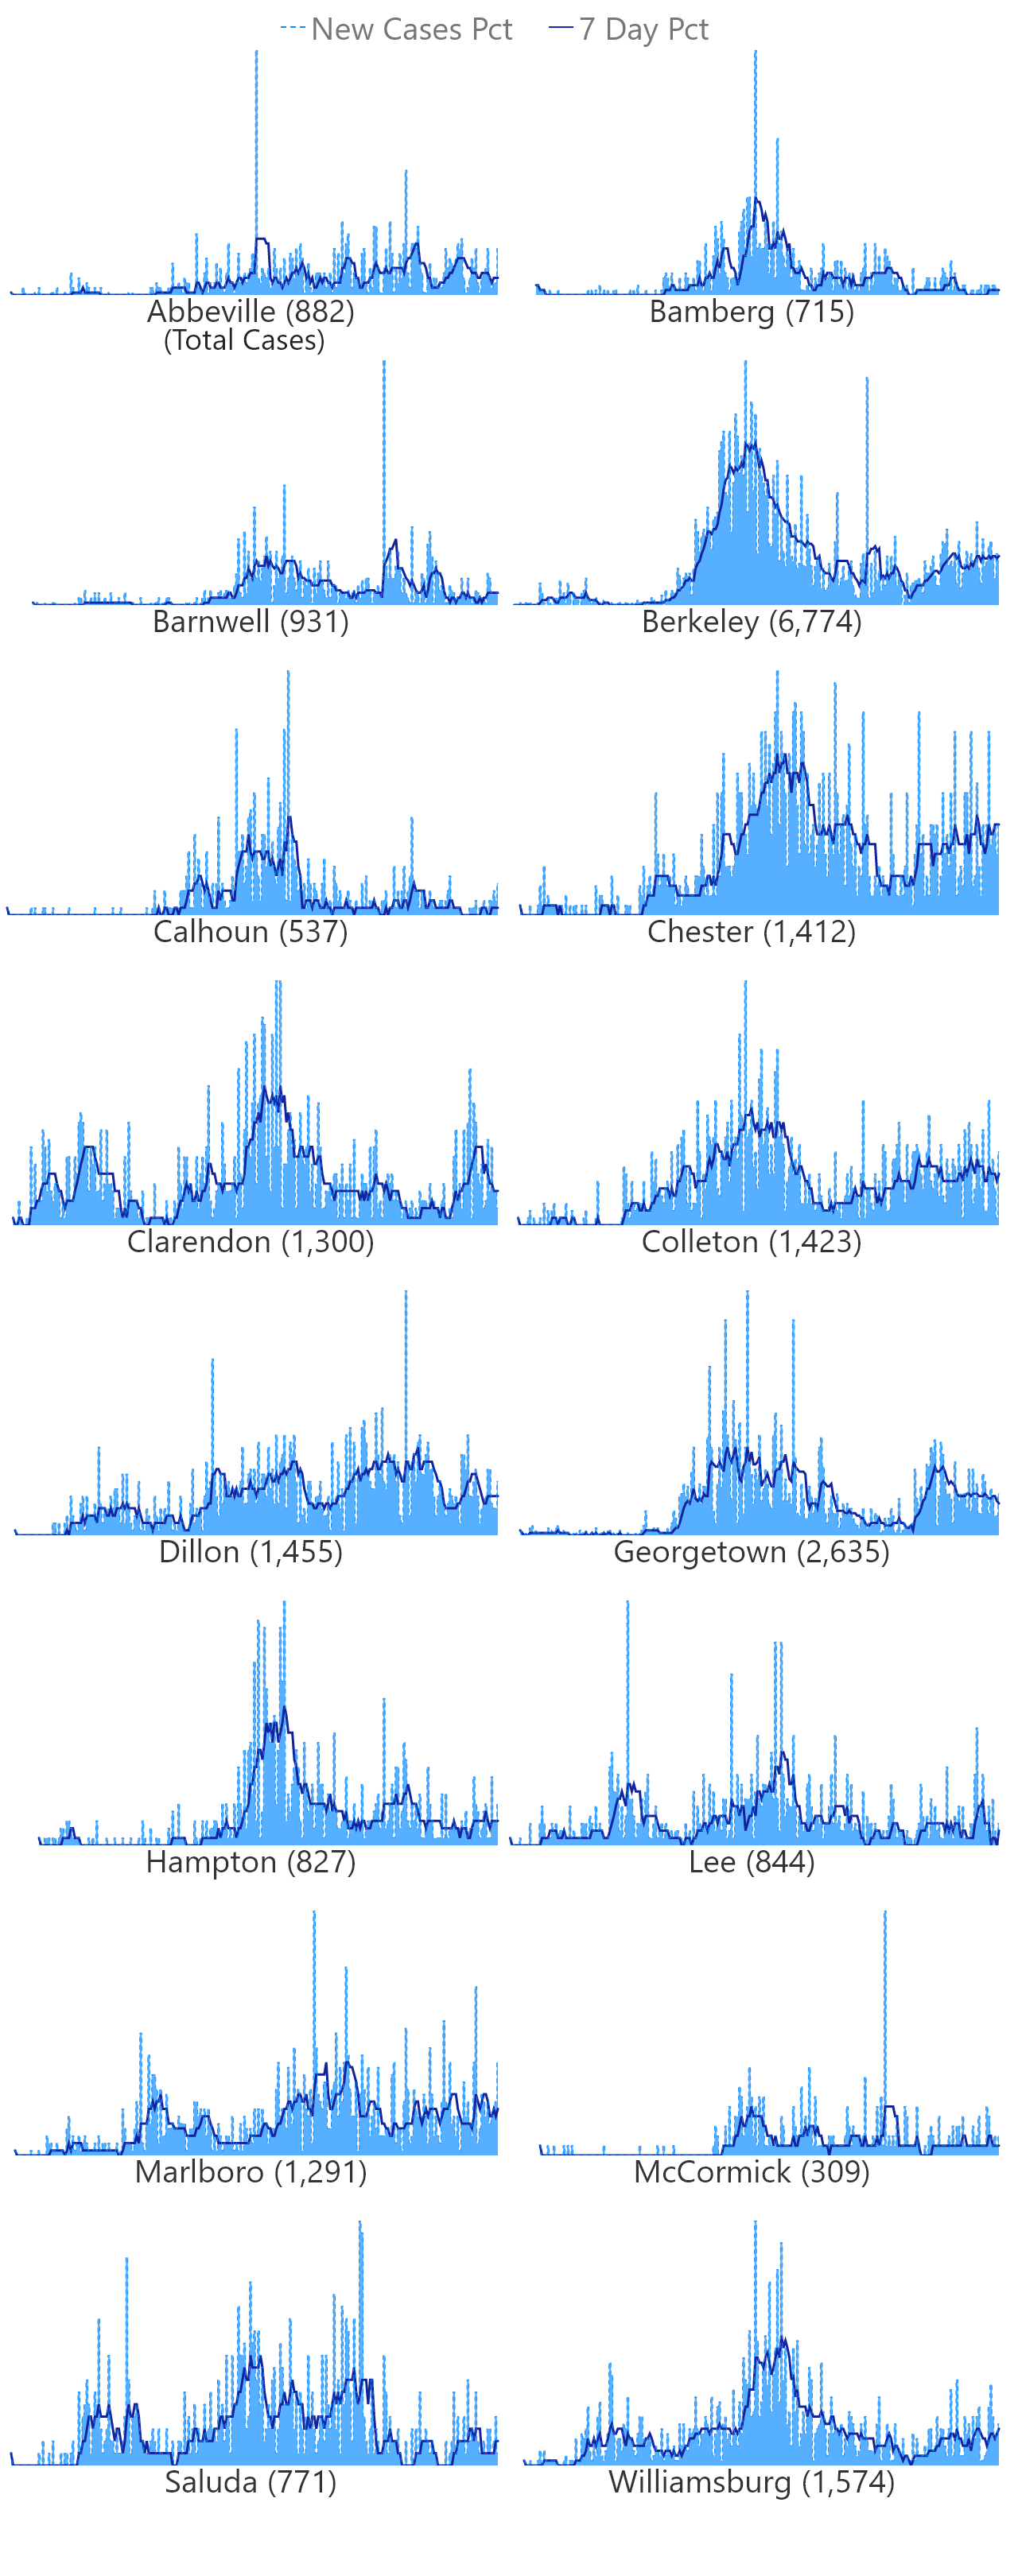 New Cases Pct 7 Day Pct
Abbeville (882) Bamberg (715)
(Total Cases)
Barnwell (931) Berkeley (6,774)
Calhoun (537) Chester (1,412)
Clarendon (1,300) Colleton (1,423)
Dillon (1,455) Georgetown (2,635)
Hampton (827) Lee (844)
Marlboro (1,291) McCormick (309)
Saluda (771) Williamsburg (1,574)